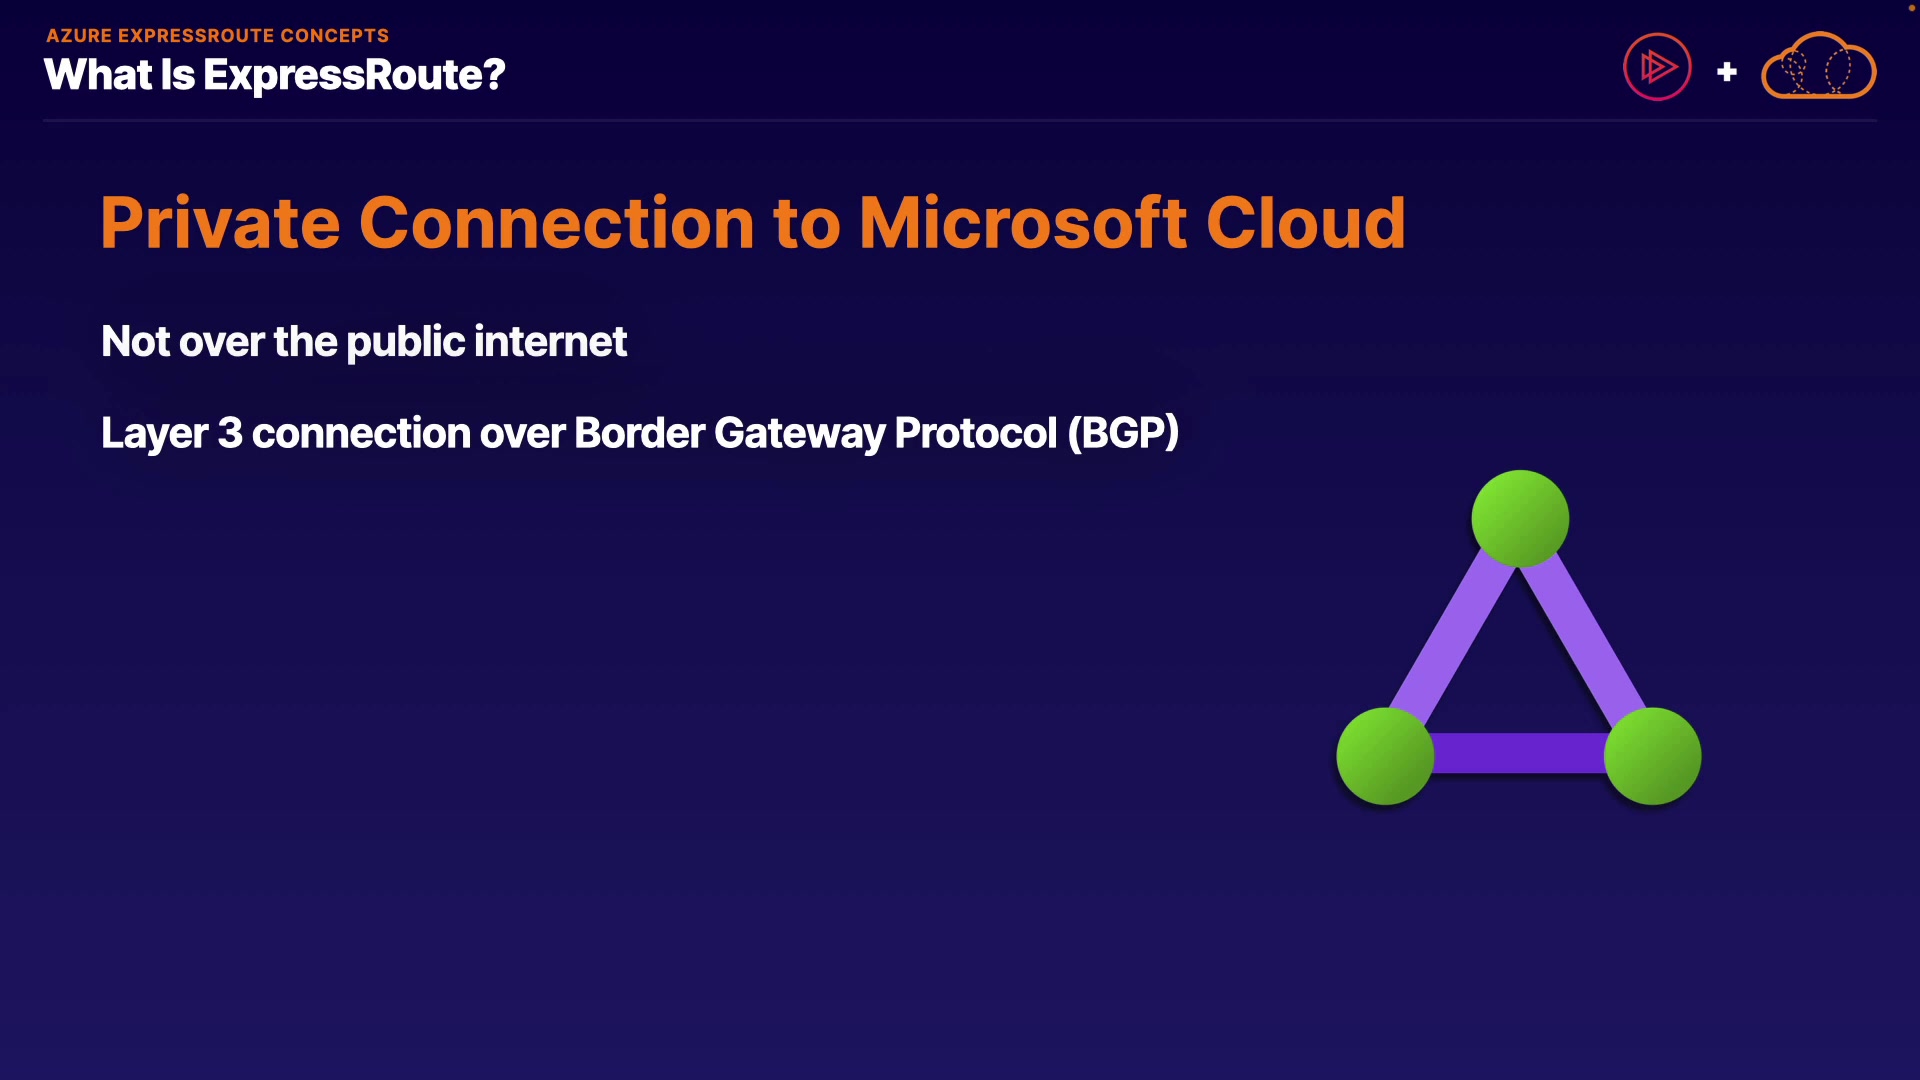 AZURE EXPRESSROUTE CONCEPTS
What Is ExpressRoute?
Private Connection to Microsoft Cloud
Not over the public internet
Layer 3 connection over Border Gateway Protocol (BGP)